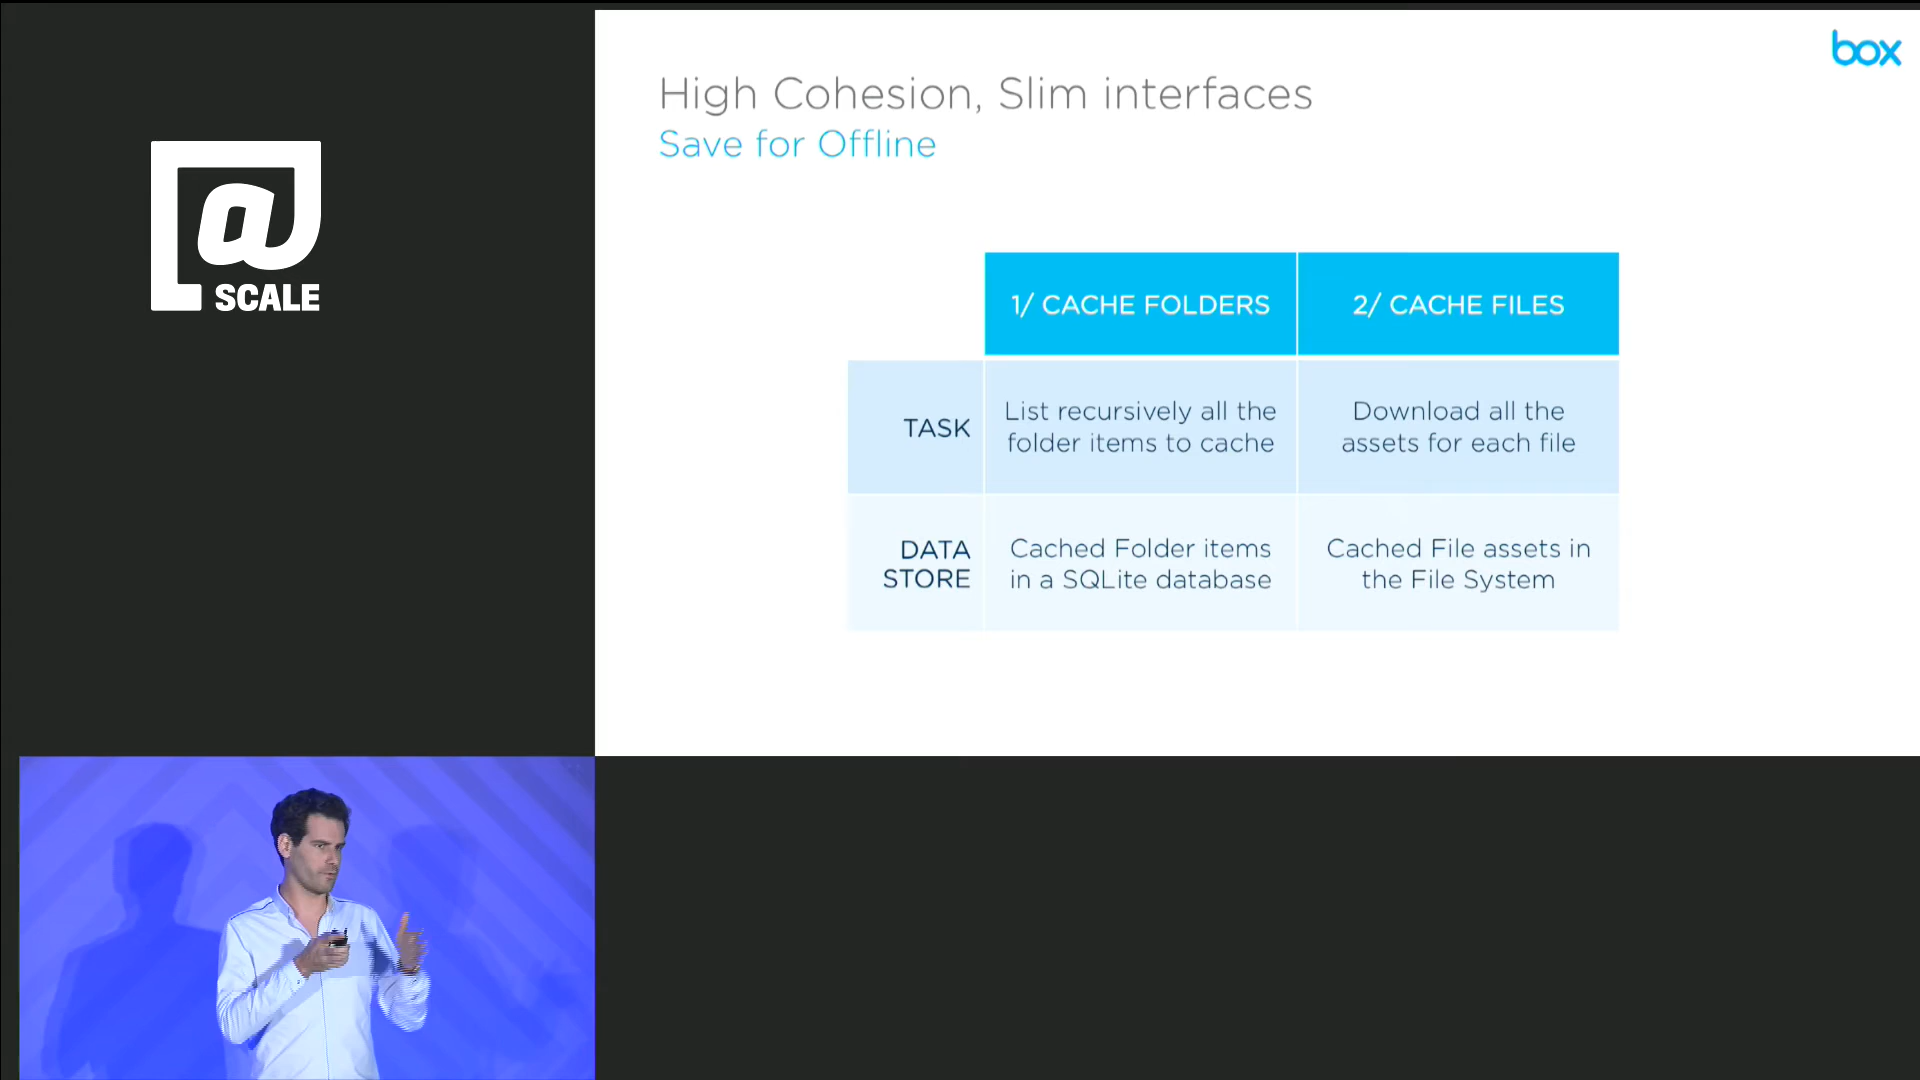 @
SCALE
box
High Cohesion, Slim interfaces
Save for Offline
1/ CACHE FOLDERS
2/ CACHE FILES
TASK
List recursively all the
folder items to cache
Download all the
assets for each file
DATA
STORE
Cached Folder items
in a SQLite database
Cached File assets in
the File System